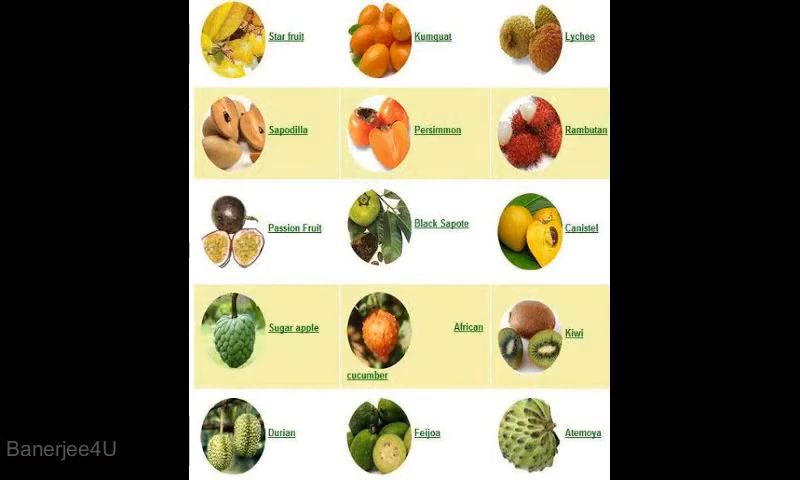 Star fruit
Kumquat
Lychee
Sapodilla
Persimmon
Rambutan
Passion Fruit
Black Sapote
Canistel
Sugar apple
African
cucumber
Kiwi
Durian
Feijoa
Atemoya
Banerjee4U